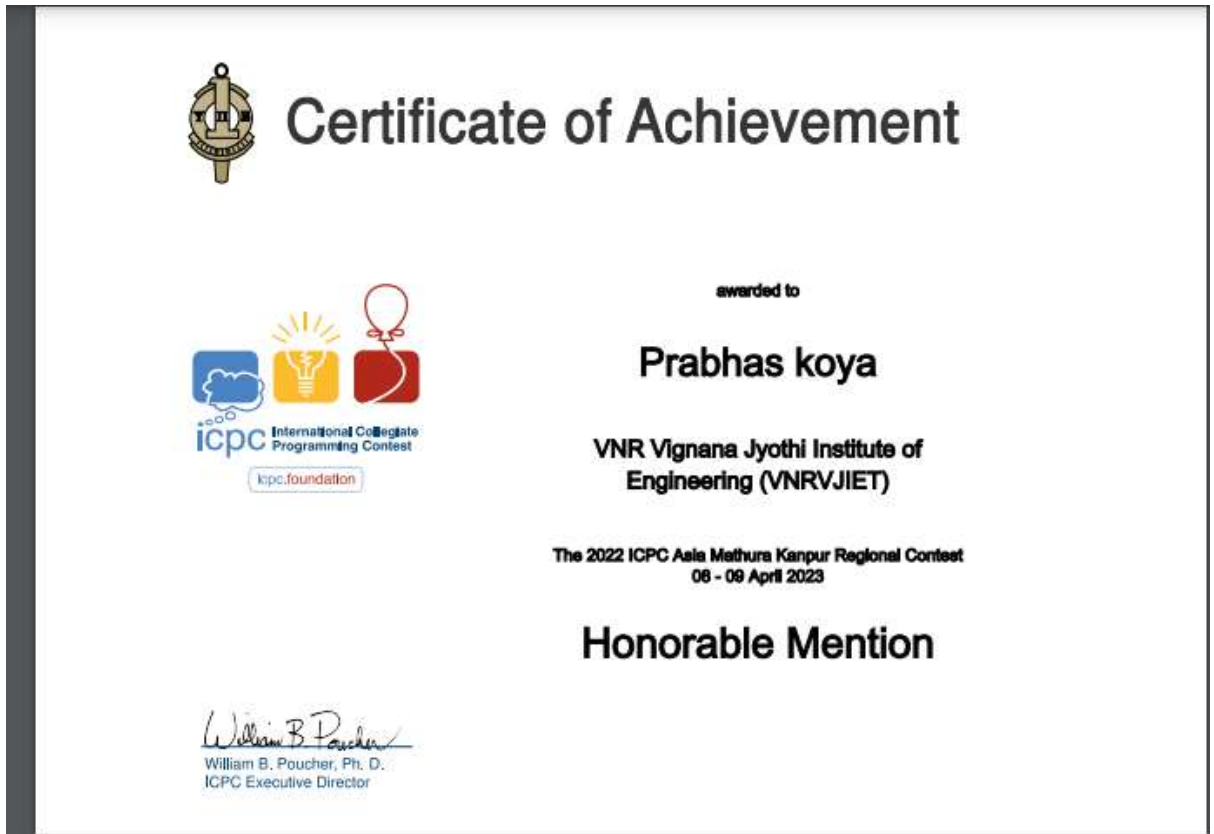 Certificate of Achievement
awarded to
Prabhas koya
icpc International Collegiate
Programming Contest
icpc.foundation
VNR Vignana Jyothi Institute of
Engineering (VNRVJIET)
The 2022 ICPC Asia Mathura Kanpur Regional Contest
08 - 09 April 2023
Honorable Mention
William B. Poucher
William B. Poucher, Ph. D.
ICPC Executive Director